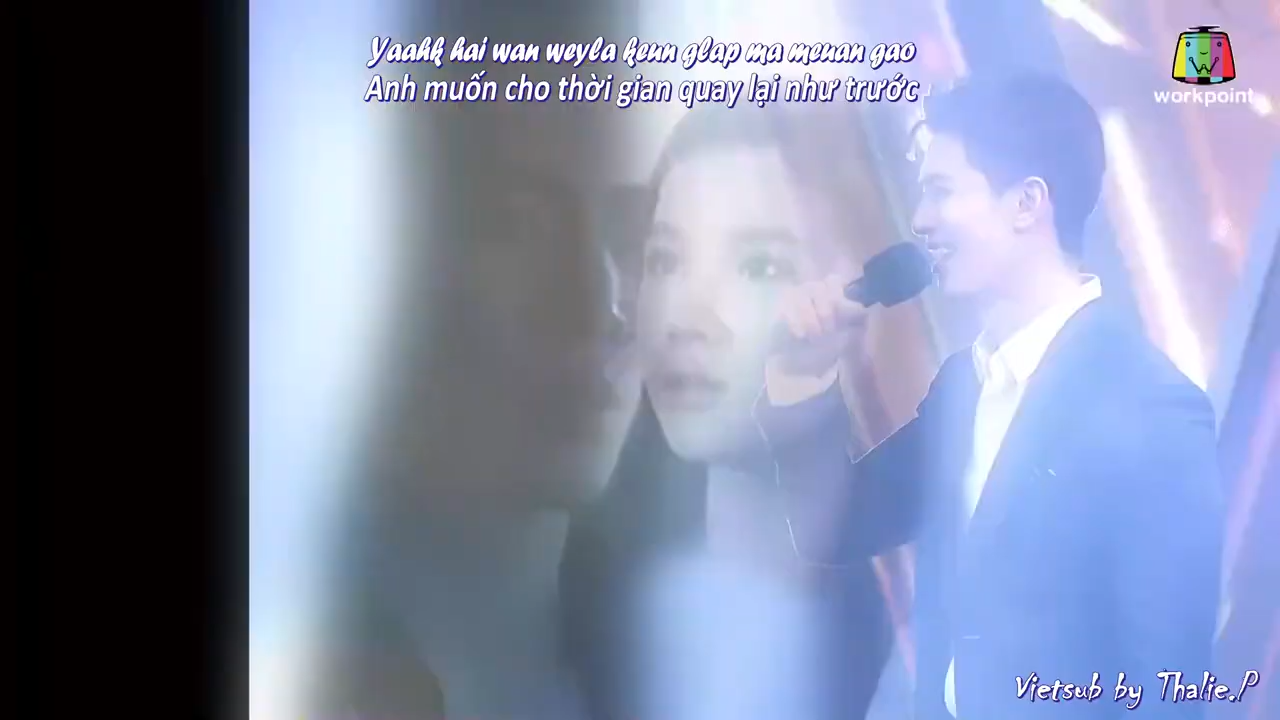 Yaahk hai wan weyla keun glap ma meuan gao
Anh muốn cho thời gian quay lại như trước
workpoint
Vietsub by Thalie.P